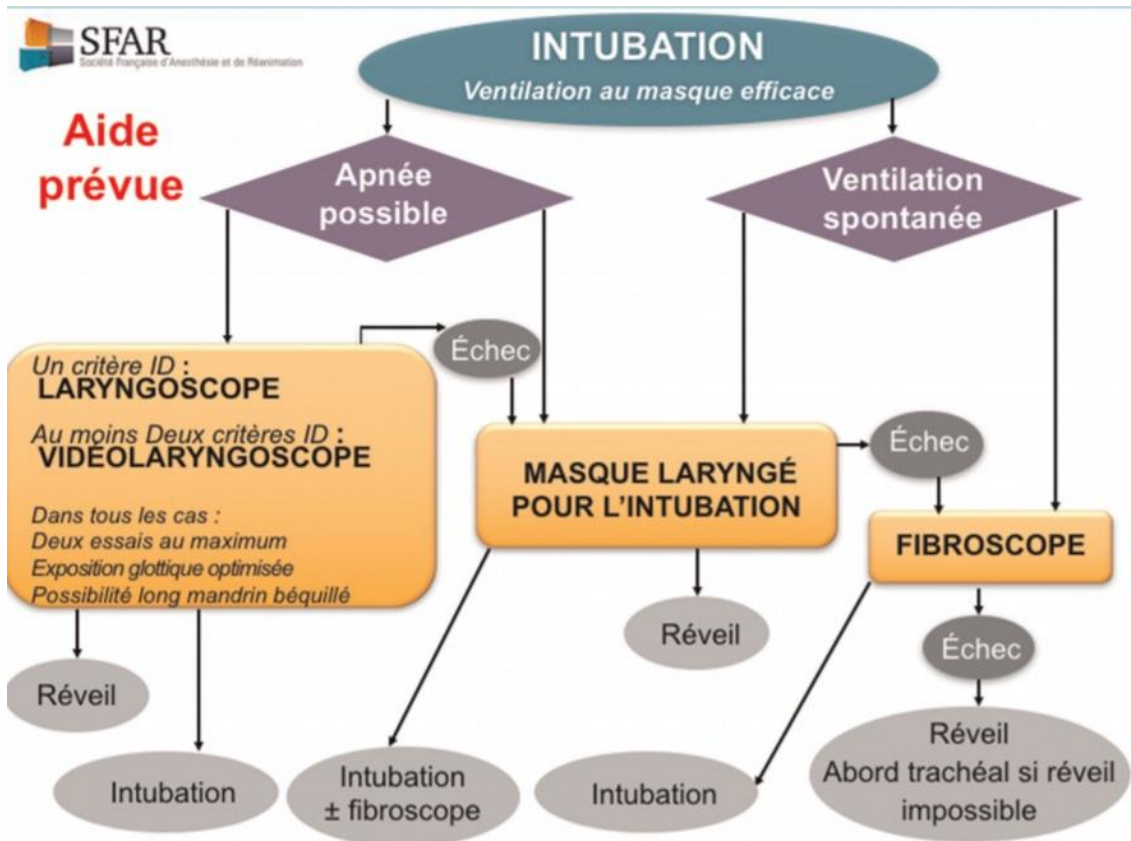 SFAR
Société Française d'Anesthésie et de Réanimation
INTUBATION
Ventilation au masque efficace
Aide
prévue
Apnée
possible
Ventilation
spontanée
Échec
Un critère ID :
LARYNGOSCOPE
Au moins Deux critères ID :
VIDÉOLARYNGOSCOPE
Dans tous les cas :
Deux essais au maximum
Exposition glottique optimisée
Possibilité long mandrin béquillé
MASQUE LARYNGÉ
POUR L'INTUBATION
Échec
FIBROSCOPE
Réveil
Réveil
Échec
Intubation
Intubation
± fibroscope
Intubation
Réveil
Abord trachéal si réveil
impossible